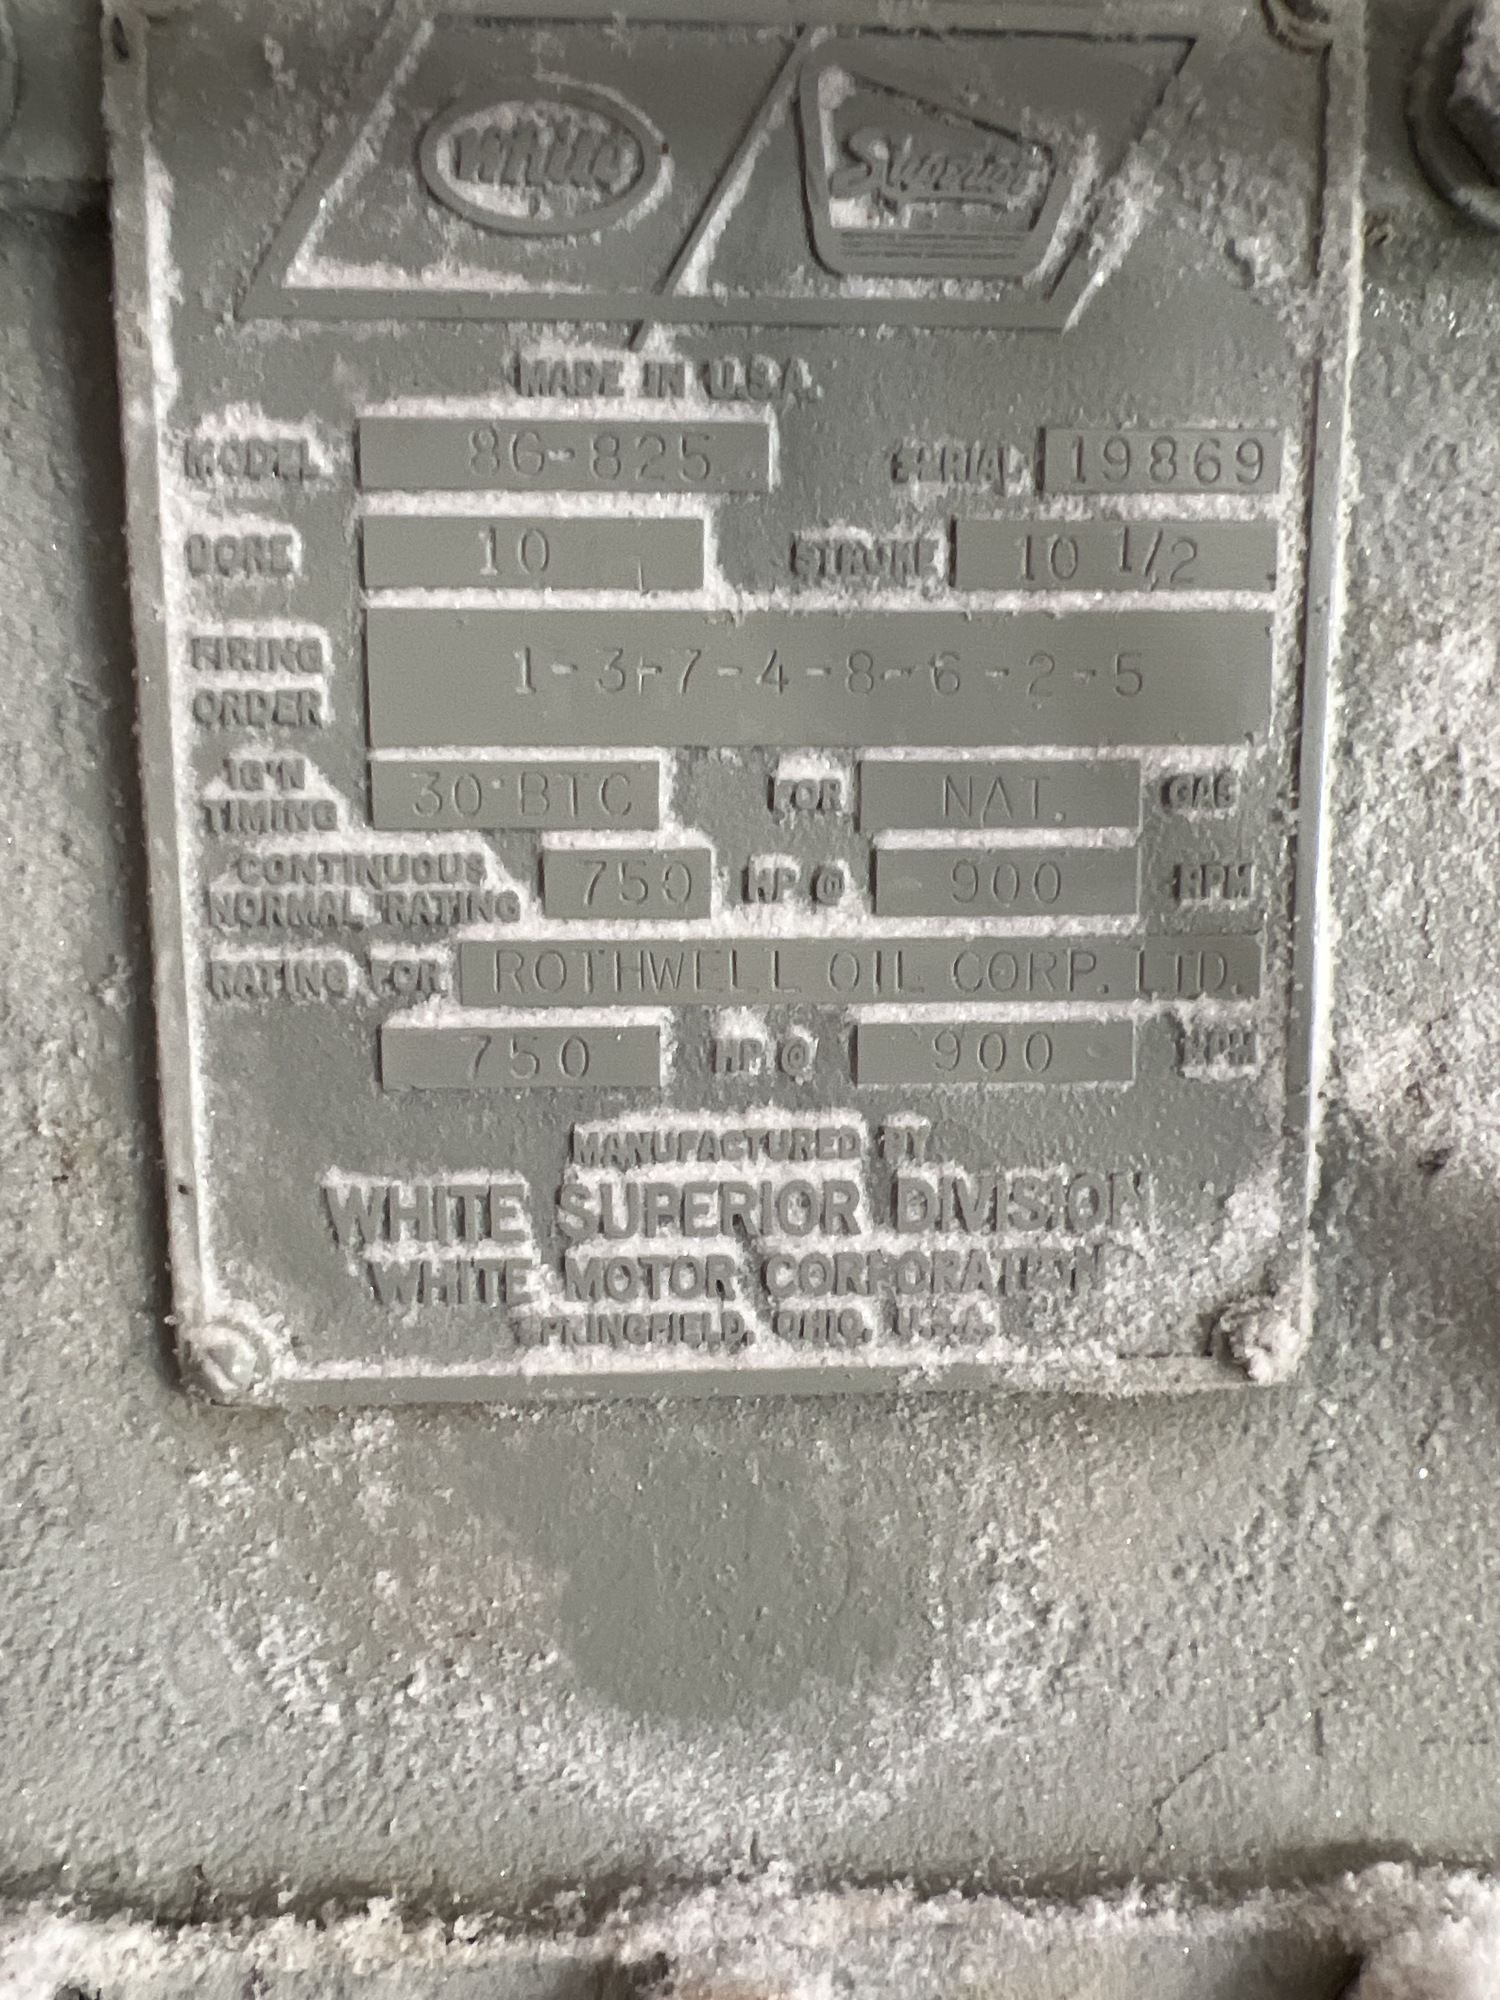 White Superior
MADE IN U.S.A.
MODEL 8G-825 SERIAL 19869
BORE 10 STROKE 10 1/2
FIRING ORDER 1-3-7-4-8-6-2-5
IG'N TIMING 30°BTC FOR NAT. GAS
CONTINUOUS NORMAL RATING 750 HP @ 900 RPM
RATING FOR ROTHWELL OIL CORP. LTD.
750 HP @ 900 RPM
MANUFACTURED BY
WHITE SUPERIOR DIVISION
WHITE MOTOR CORPORATION
SPRINGFIELD, OHIO, U.S.A.